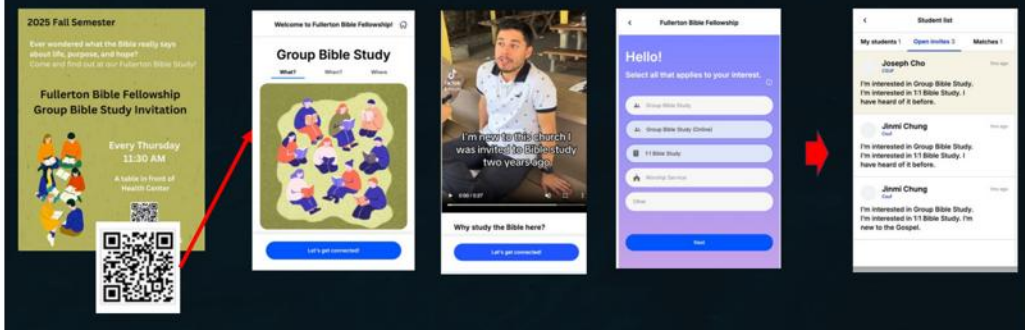 2025 Fall Semester
Ever wondered what the Bible really says
about life, purpose, and hope?
Come and find out at our Fullerton Bible Study!
Fullerton Bible Fellowship
Group Bible Study Invitation
Every Thursday
11:30 AM
A table in front of
Health Center
Welcome to Fullerton Bible Fellowship!
Group Bible Study
What?
When?
Where
Let's get connected!
I'm new to this church I
was invited to Bible study
two years ago.
0:00 / 0:37
Why study the Bible here?
Let's get connected!
Fullerton Bible Fellowship
Hello!
Select all that applies to your interest.
Group Bible Study
Group Bible Study (Online)
1:1 Bible Study
Worship Service
Other
Next
Student list
My students 1
Open invites 3
Matches 1
Joseph Cho
CSUF
I'm interested in Group Bible Study.
I'm interested in 1:1 Bible Study. I
have heard of it before.
Jinmi Chung
Csuf
I'm interested in Group Bible Study.
I'm interested in 1:1 Bible Study. I
have heard of it before.
Jinmi Chung
Csuf
I'm interested in Group Bible Study.
I'm interested in 1:1 Bible Study. I'm
new to the Gospel.